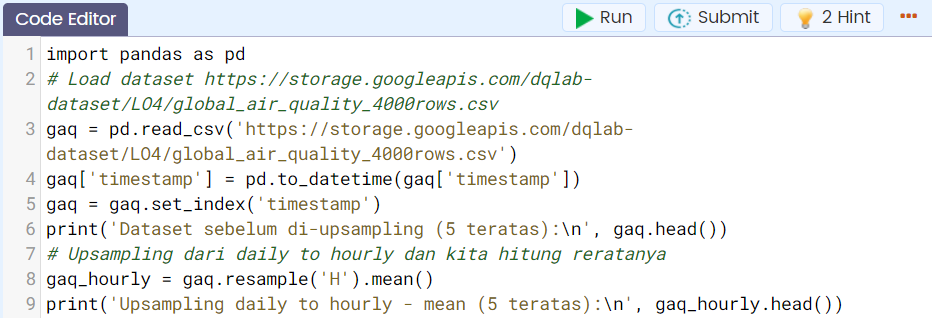 Code Editor
Run
Submit
2 Hint
1 import pandas as pd
2 # Load dataset https://storage.googleapis.com/dqlab-
dataset/LO4/global_air_quality_4000rows.csv
3 gaq = pd.read_csv('https://storage.googleapis.com/dqlab-
dataset/LO4/global_air_quality_4000rows.csv')
4 gaq['timestamp'] = pd.to_datetime(gaq['timestamp'])
5 gaq = gaq.set_index('timestamp')
6 print('Dataset sebelum di-upsampling (5 teratas):\n', gaq.head())
7 # Upsampling dari daily to hourly dan kita hitung reratanya
8 gaq_hourly = gaq.resample('H').mean()
9 print('Upsampling daily to hourly - mean (5 teratas):\n', gaq_hourly.head())